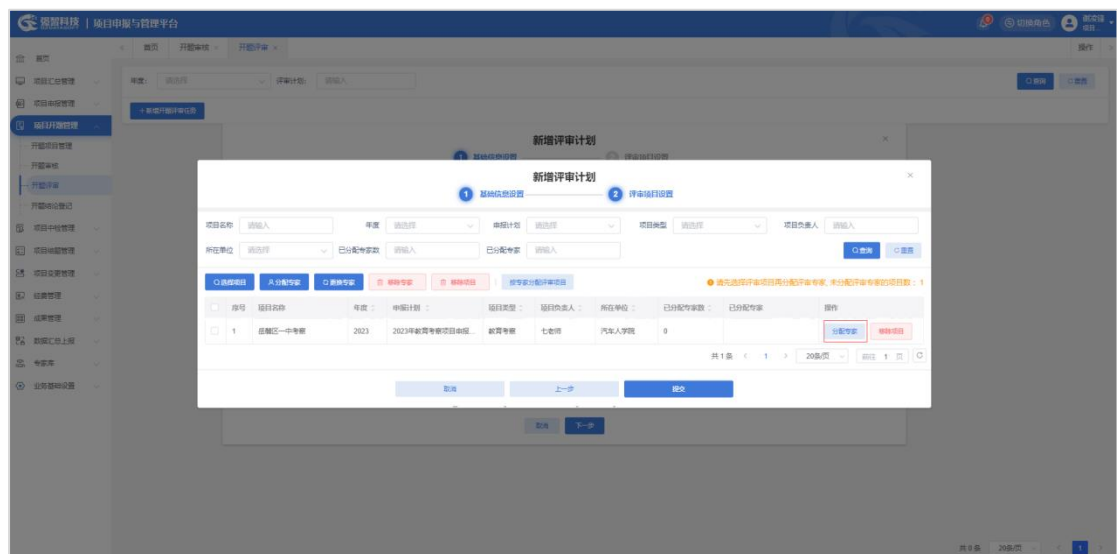 强智科技 | 项目申报与管理平台
切换角色
首页 开题审核 × 开题评审 × 操作
首页
项目汇总管理
项目申报管理
项目开题管理
开题项目管理
开题审核
开题评审
开题结论登记
项目中检管理
项目结题管理
项目变更管理
经费管理
成果管理
数据汇总上报
专家库
业务基础设置
年度: 请选择 评审计划: 请输入 查询 重置
+ 新增开题评审任务
新增评审计划 ×
1 基础信息设置 2 评审项目设置
新增评审计划 ×
1 基础信息设置 2 评审项目设置
项目名称 请输入 年度 请选择 申报计划 请选择 项目类型 请选择 项目负责人 请输入
所在单位 请选择 已分配专家数 请输入 已分配专家 请输入 查询 重置
选择项目 分配专家 更换专家 移除专家 移除项目 按专家分配评审项目 请先选择评审项目再分配评审专家, 未分配评审专家的项目数: 1
序号 项目名称 年度 申报计划 项目类型 项目负责人 所在单位 已分配专家数 已分配专家 操作
1 岳麓区一中考察 2023 2023年教育考察项目申报... 教育考察 七老师 汽车人学院 0 分配专家 移除项目
共 1 条 < 1 > 20条/页 前往 1 页
取消 上一步 提交
取消 下一步
共 0 条 20条/页 < 1 >